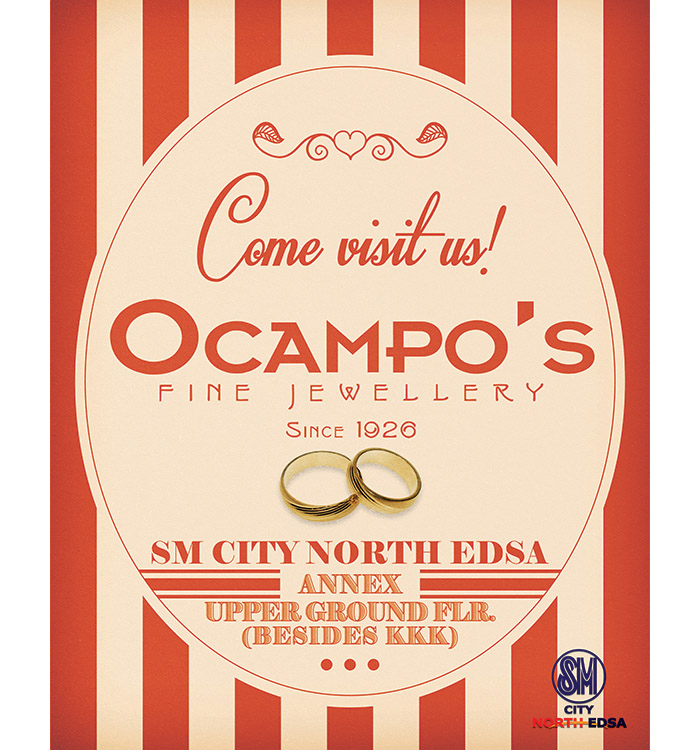 Come visit us!
OCAMPO'S
FINE JEWELLERY
SINCE 1926
SM CITY NORTH EDSA
ANNEX
UPPER GROUND FLR.
(BESIDES KKK)
SM
CITY
NORTH EDSA